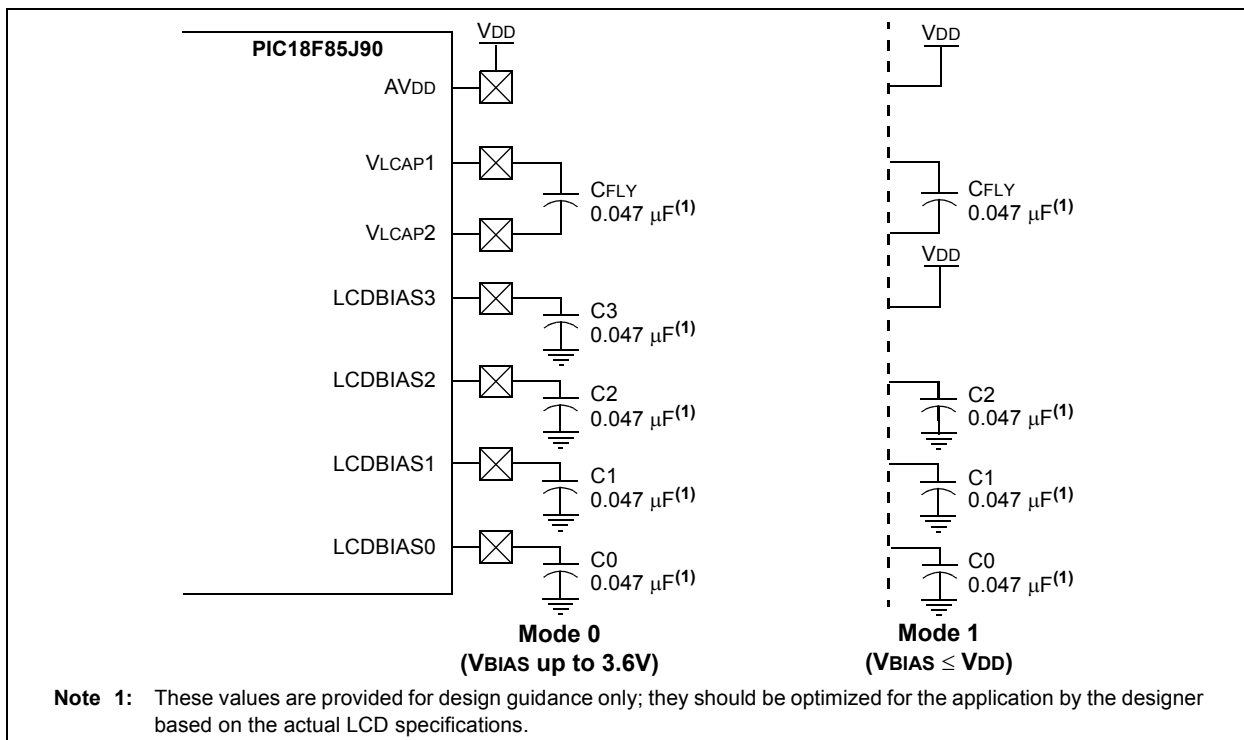 PIC18F85J90
VDD
AVDD
VLCAP1
CFLY
0.047 μF(1)
VLCAP2
LCDBIAS3
C3
0.047 μF(1)
LCDBIAS2
C2
0.047 μF(1)
LCDBIAS1
C1
0.047 μF(1)
LCDBIAS0
C0
0.047 μF(1)
Mode 0
(VBIAS up to 3.6V)
VDD
CFLY
0.047 μF(1)
VDD
C2
0.047 μF(1)
C1
0.047 μF(1)
C0
0.047 μF(1)
Mode 1
(VBIAS ≤ VDD)
Note 1: These values are provided for design guidance only; they should be optimized for the application by the designer
based on the actual LCD specifications.